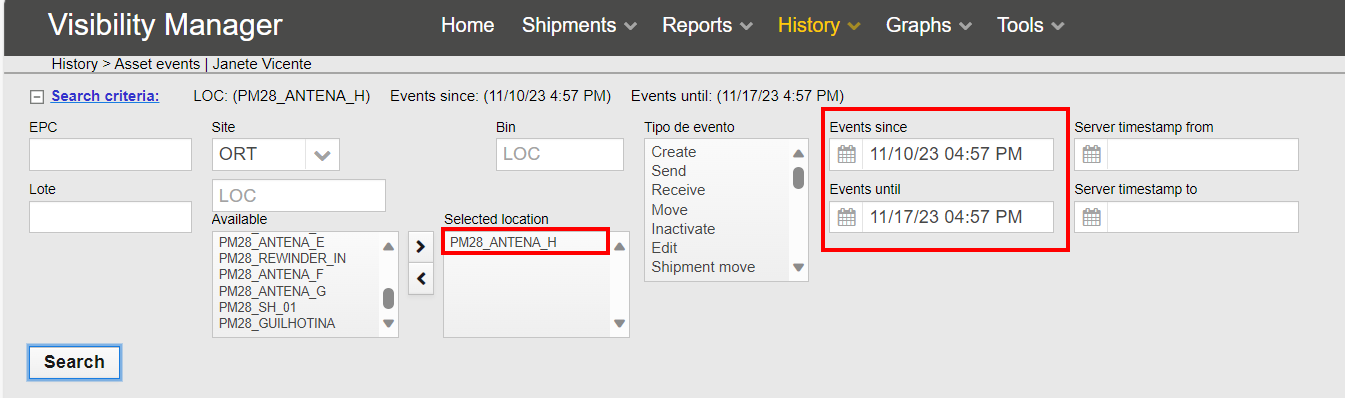 Visibility Manager
Home Shipments Reports History Graphs Tools
History > Asset events | Janete Vicente
Search criteria: LOC: (PM28_ANTENA_H) Events since: (11/10/23 4:57 PM) Events until: (11/17/23 4:57 PM)
EPC
Site
ORT
Bin
LOC
Lote
LOC
Available
PM28_ANTENA_E
PM28_REWINDER_IN
PM28_ANTENA_F
PM28_ANTENA_G
PM28_SH_01
PM28_GUILHOTINA
Selected location
PM28_ANTENA_H
Tipo de evento
Create
Send
Receive
Move
Inactivate
Edit
Shipment move
Events since
11/10/23 04:57 PM
Events until
11/17/23 04:57 PM
Server timestamp from
Server timestamp to
Search